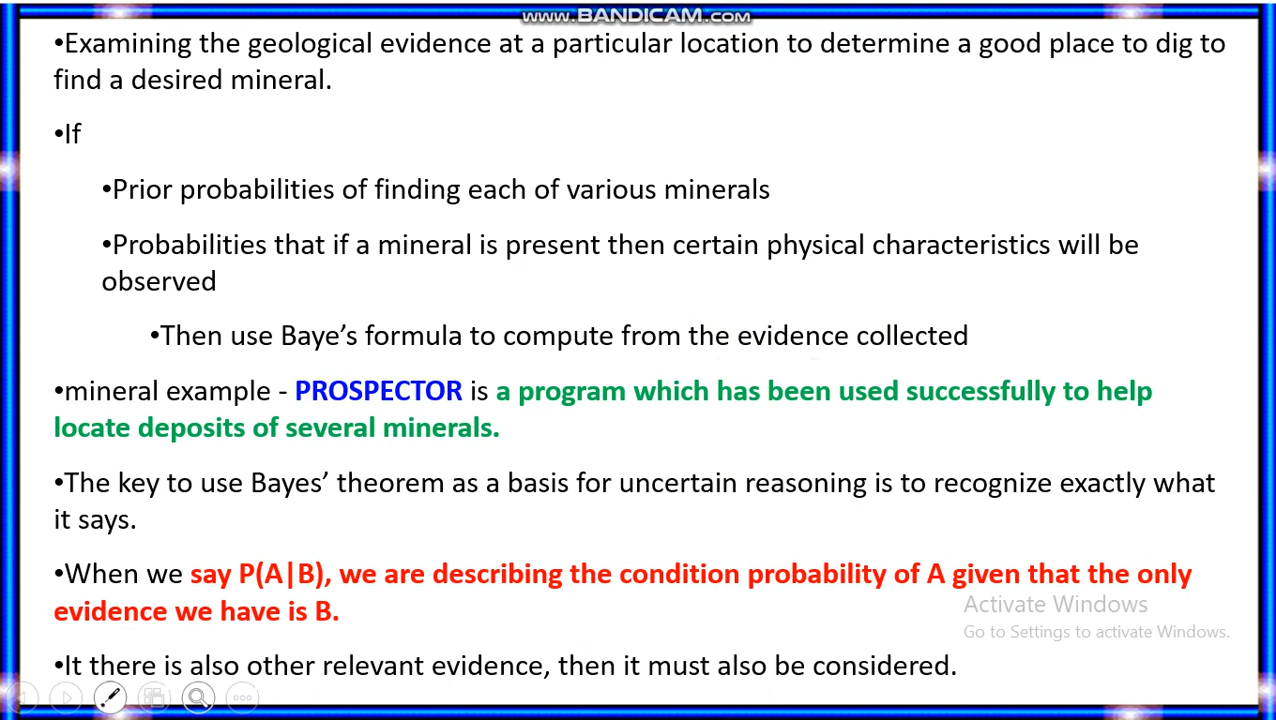 www.BANDICAM.com
•Examining the geological evidence at a particular location to determine a good place to dig to
find a desired mineral.
•If
•Prior probabilities of finding each of various minerals
•Probabilities that if a mineral is present then certain physical characteristics will be
observed
•Then use Baye’s formula to compute from the evidence collected
•mineral example - PROSPECTOR is a program which has been used successfully to help
locate deposits of several minerals.
•The key to use Bayes’ theorem as a basis for uncertain reasoning is to recognize exactly what
it says.
•When we say P(A|B), we are describing the condition probability of A given that the only
evidence we have is B.
Activate Windows
Go to Settings to activate Windows.
•It there is also other relevant evidence, then it must also be considered.